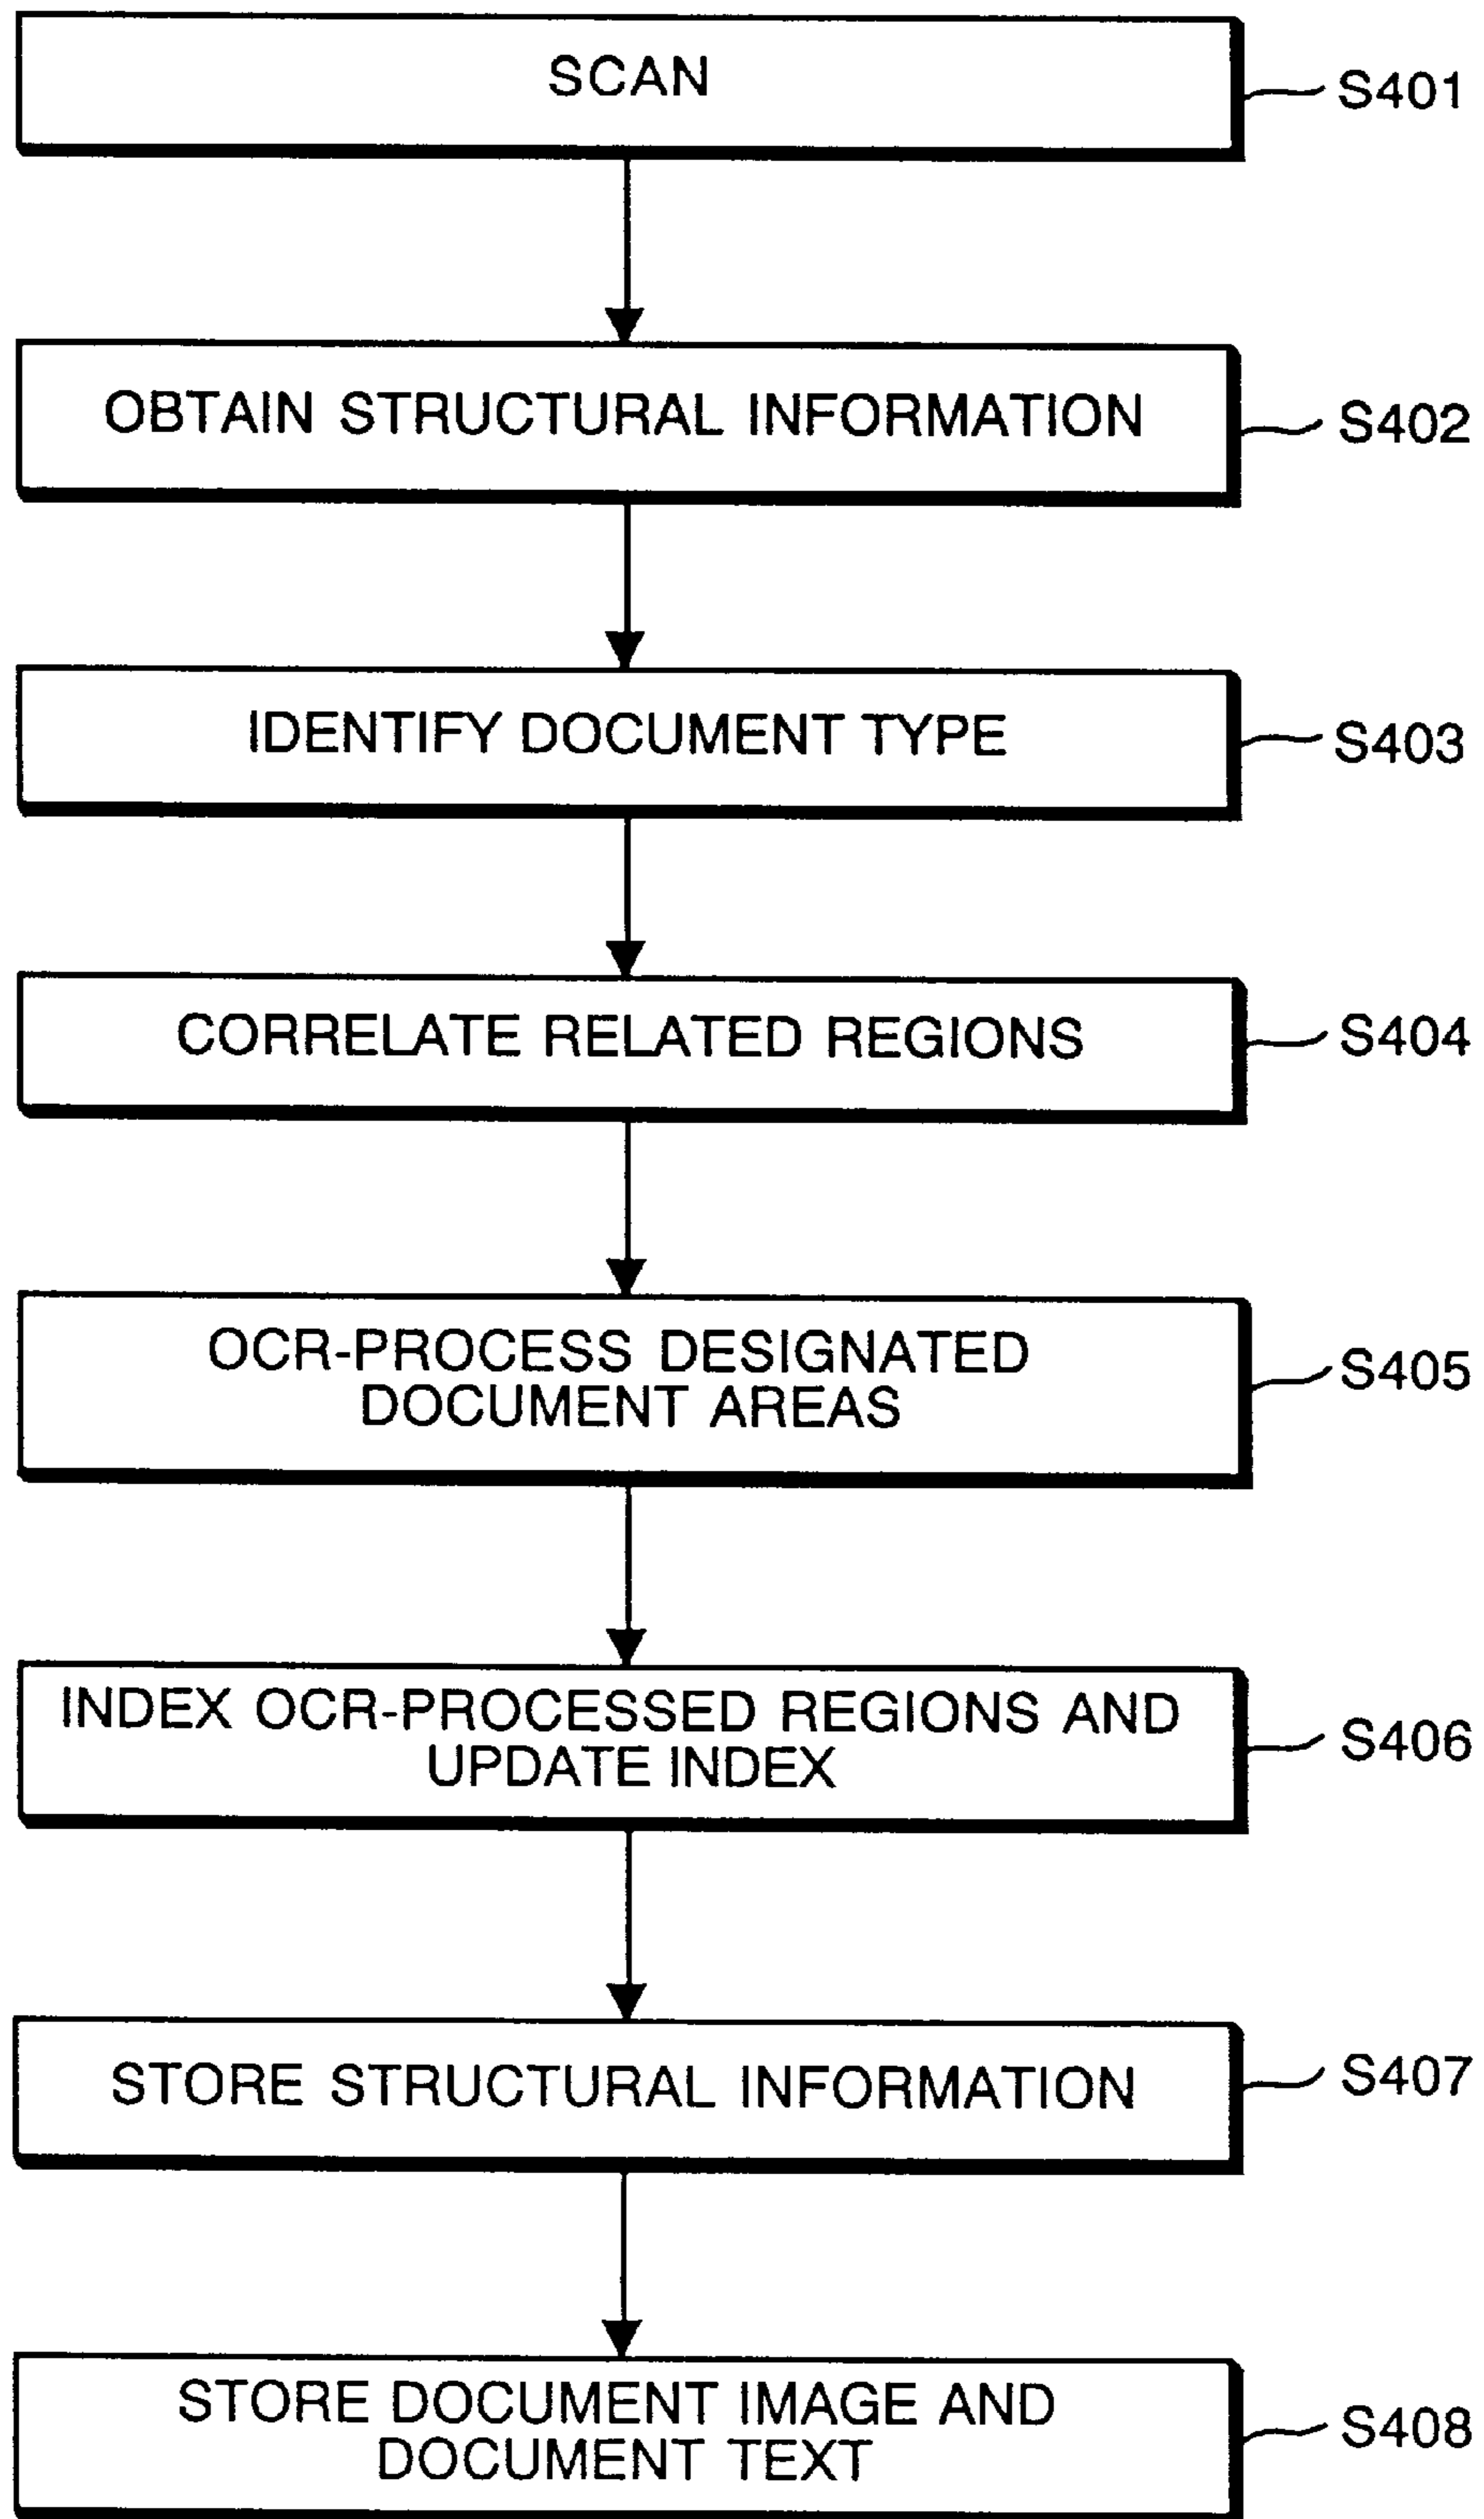 SCAN
S401
OBTAIN STRUCTURAL INFORMATION
S402
IDENTIFY DOCUMENT TYPE
S403
CORRELATE RELATED REGIONS
S404
OCR-PROCESS DESIGNATED
DOCUMENT AREAS
S405
INDEX OCR-PROCESSED REGIONS AND
UPDATE INDEX
S406
STORE STRUCTURAL INFORMATION
S407
STORE DOCUMENT IMAGE AND
DOCUMENT TEXT
S408